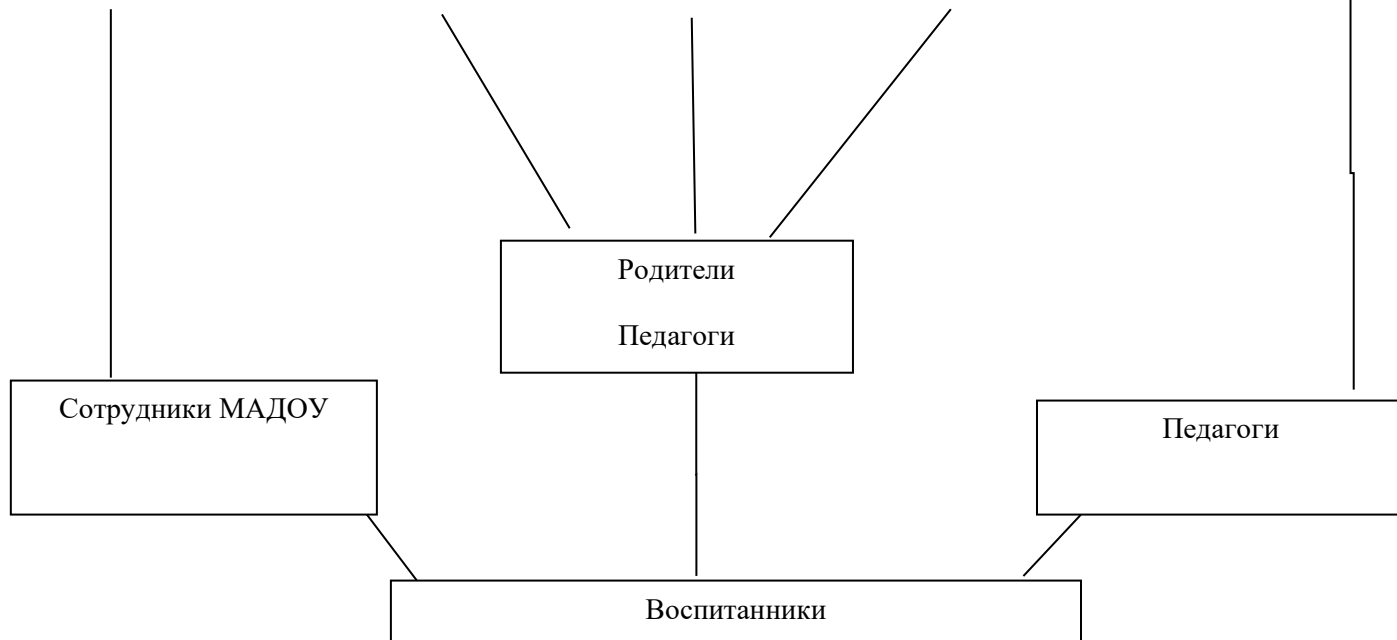 Родители
Педагоги
Сотрудники МАДОУ
Педагоги
Воспитанники